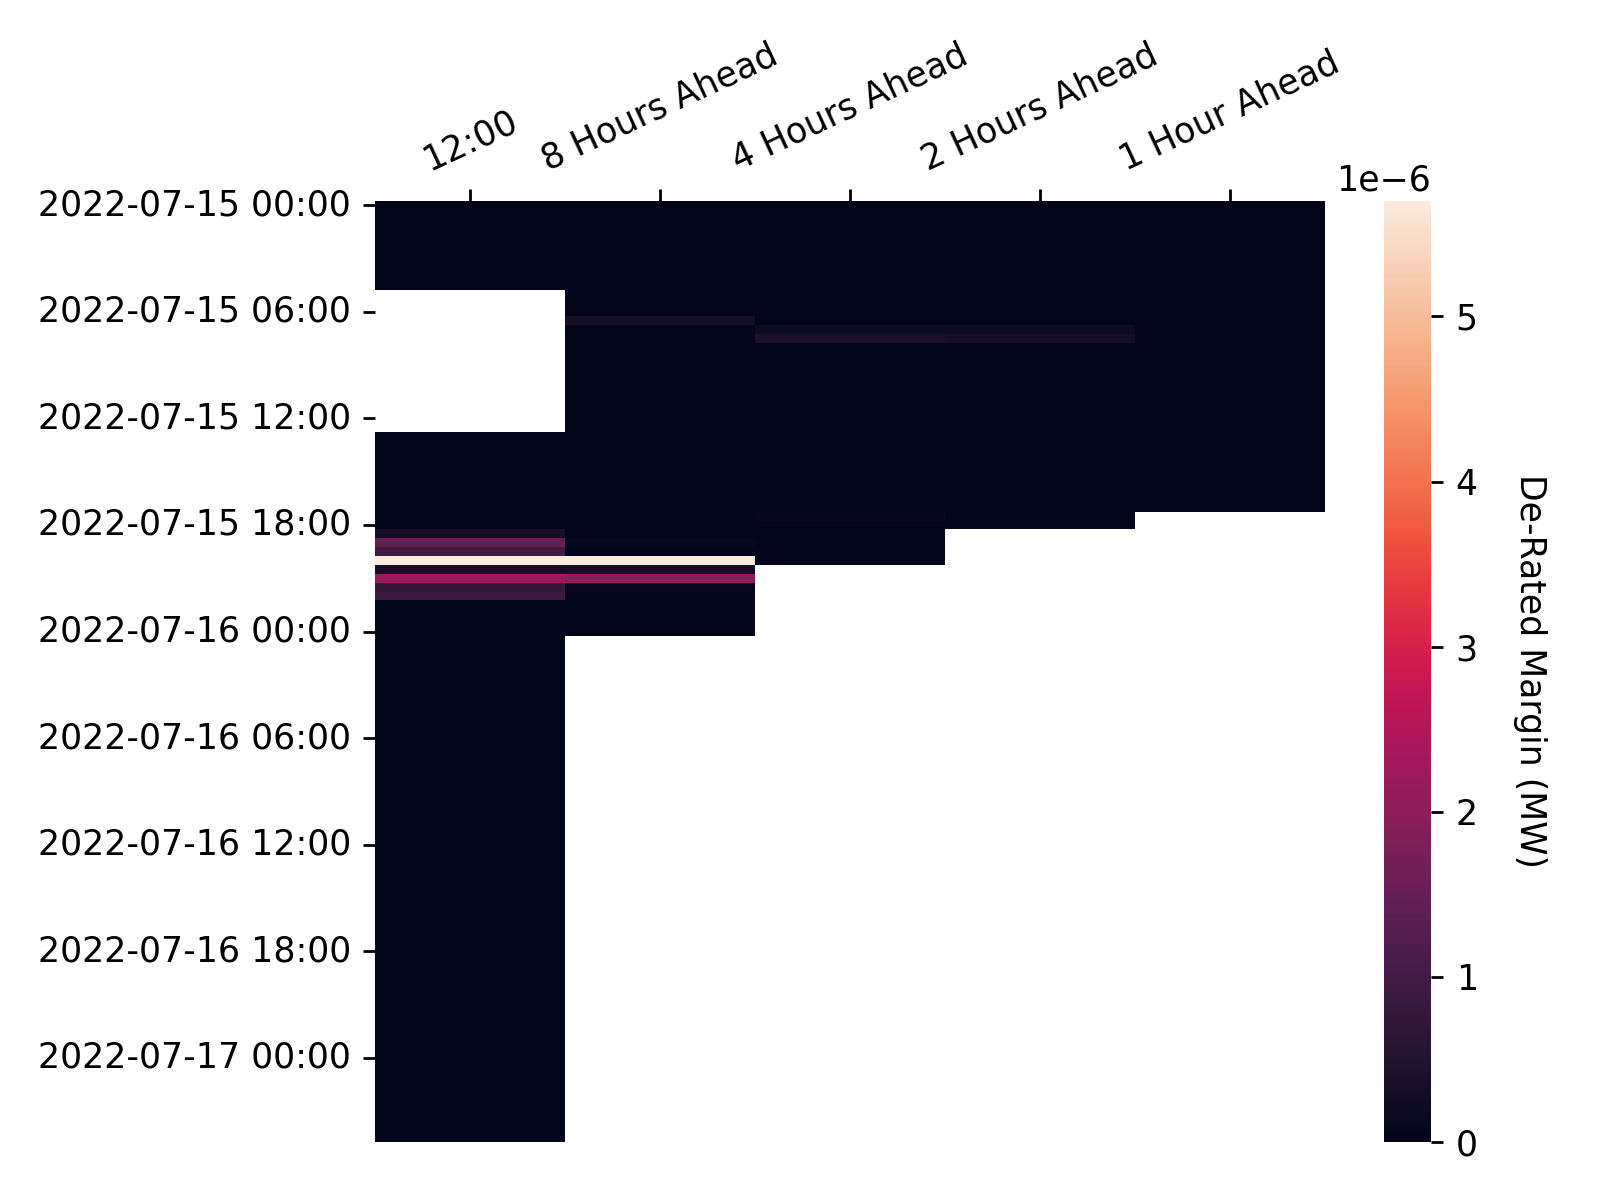 12:00
8 Hours Ahead
4 Hours Ahead
2 Hours Ahead
1 Hour Ahead
1e−6
2022-07-15 00:00
2022-07-15 06:00
2022-07-15 12:00
2022-07-15 18:00
2022-07-16 00:00
2022-07-16 06:00
2022-07-16 12:00
2022-07-16 18:00
2022-07-17 00:00
5
4
3
2
1
0
De-Rated Margin (MW)